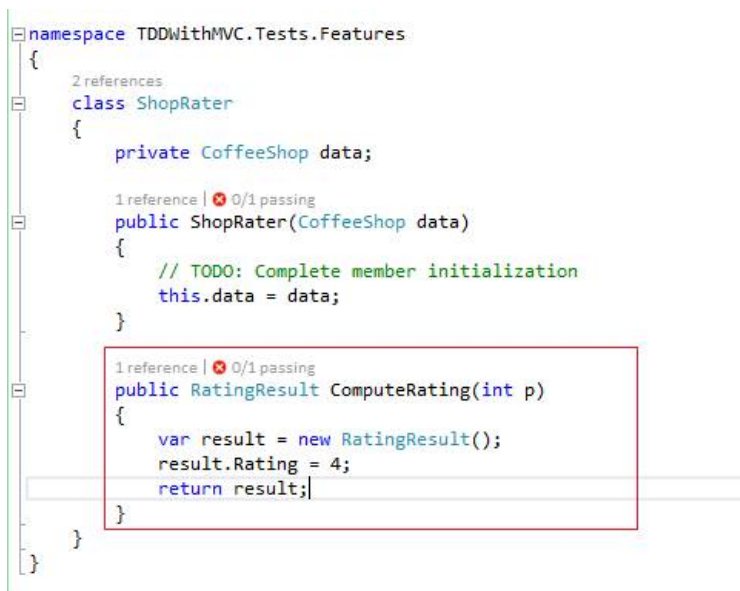 namespace TDDWithMVC.Tests.Features
{
2 references
class ShopRater
{
private CoffeeShop data;
1 reference | 0/1 passing
public ShopRater(CoffeeShop data)
{
// TODO: Complete member initialization
this.data = data;
}
1 reference | 0/1 passing
public RatingResult ComputeRating(int p)
{
var result = new RatingResult();
result.Rating = 4;
return result;
}
}
}